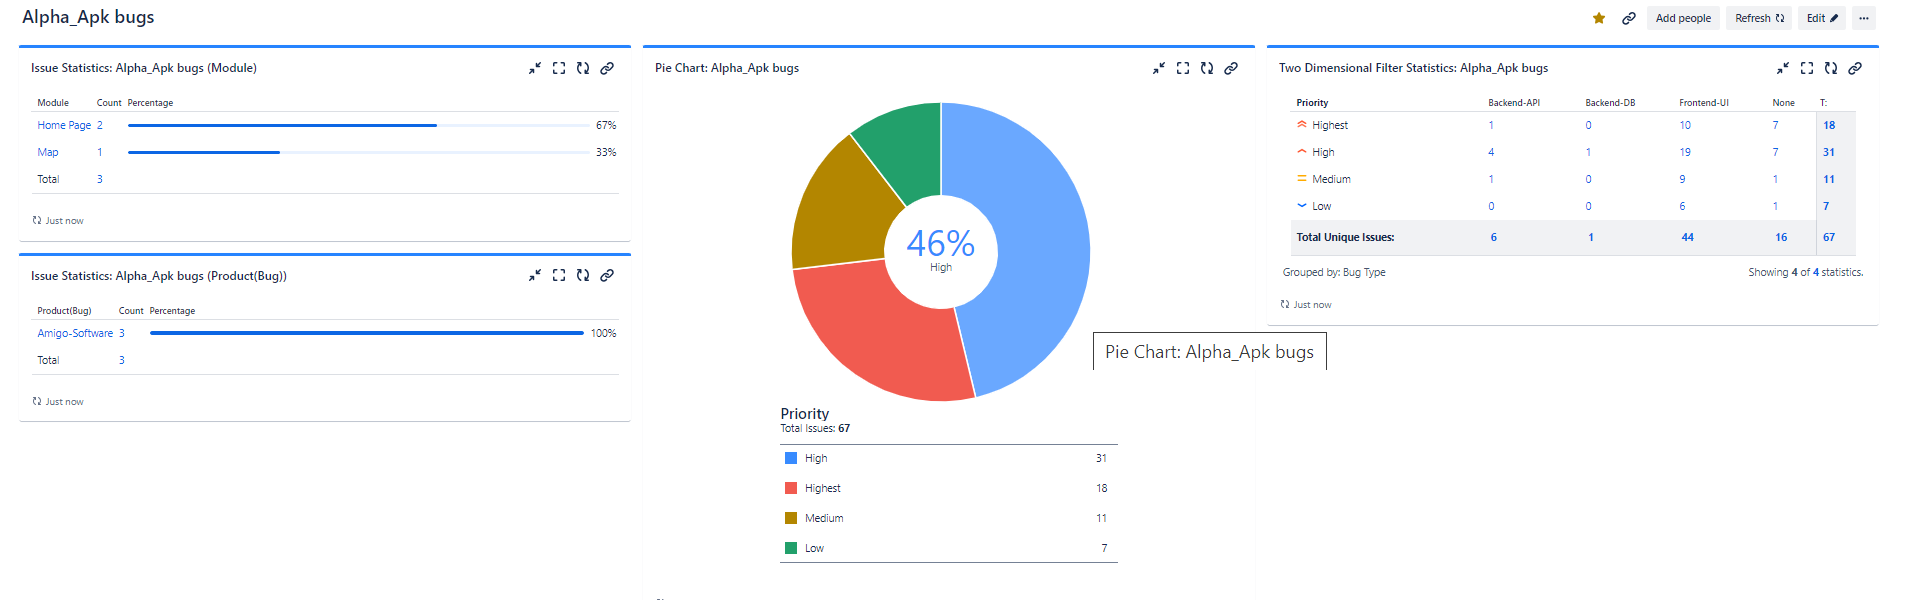 Alpha_Apk bugs
Add people
Refresh
Edit
Issue Statistics: Alpha_Apk bugs (Module)
Module Count Percentage
Home Page 2 67%
Map 1 33%
Total 3
Just now
Issue Statistics: Alpha_Apk bugs (Product(Bug))
Product(Bug) Count Percentage
Amigo-Software 3 100%
Total 3
Just now
Pie Chart: Alpha_Apk bugs
46%
High
Pie Chart: Alpha_Apk bugs
Priority
Total Issues: 67
High 31
Highest 18
Medium 11
Low 7
Two Dimensional Filter Statistics: Alpha_Apk bugs
Priority Backend-API Backend-DB Frontend-UI None T:
Highest 1 0 10 7 18
High 4 1 19 7 31
Medium 1 0 9 1 11
Low 0 0 6 1 7
Total Unique Issues: 6 1 44 16 67
Grouped by: Bug Type Showing 4 of 4 statistics.
Just now